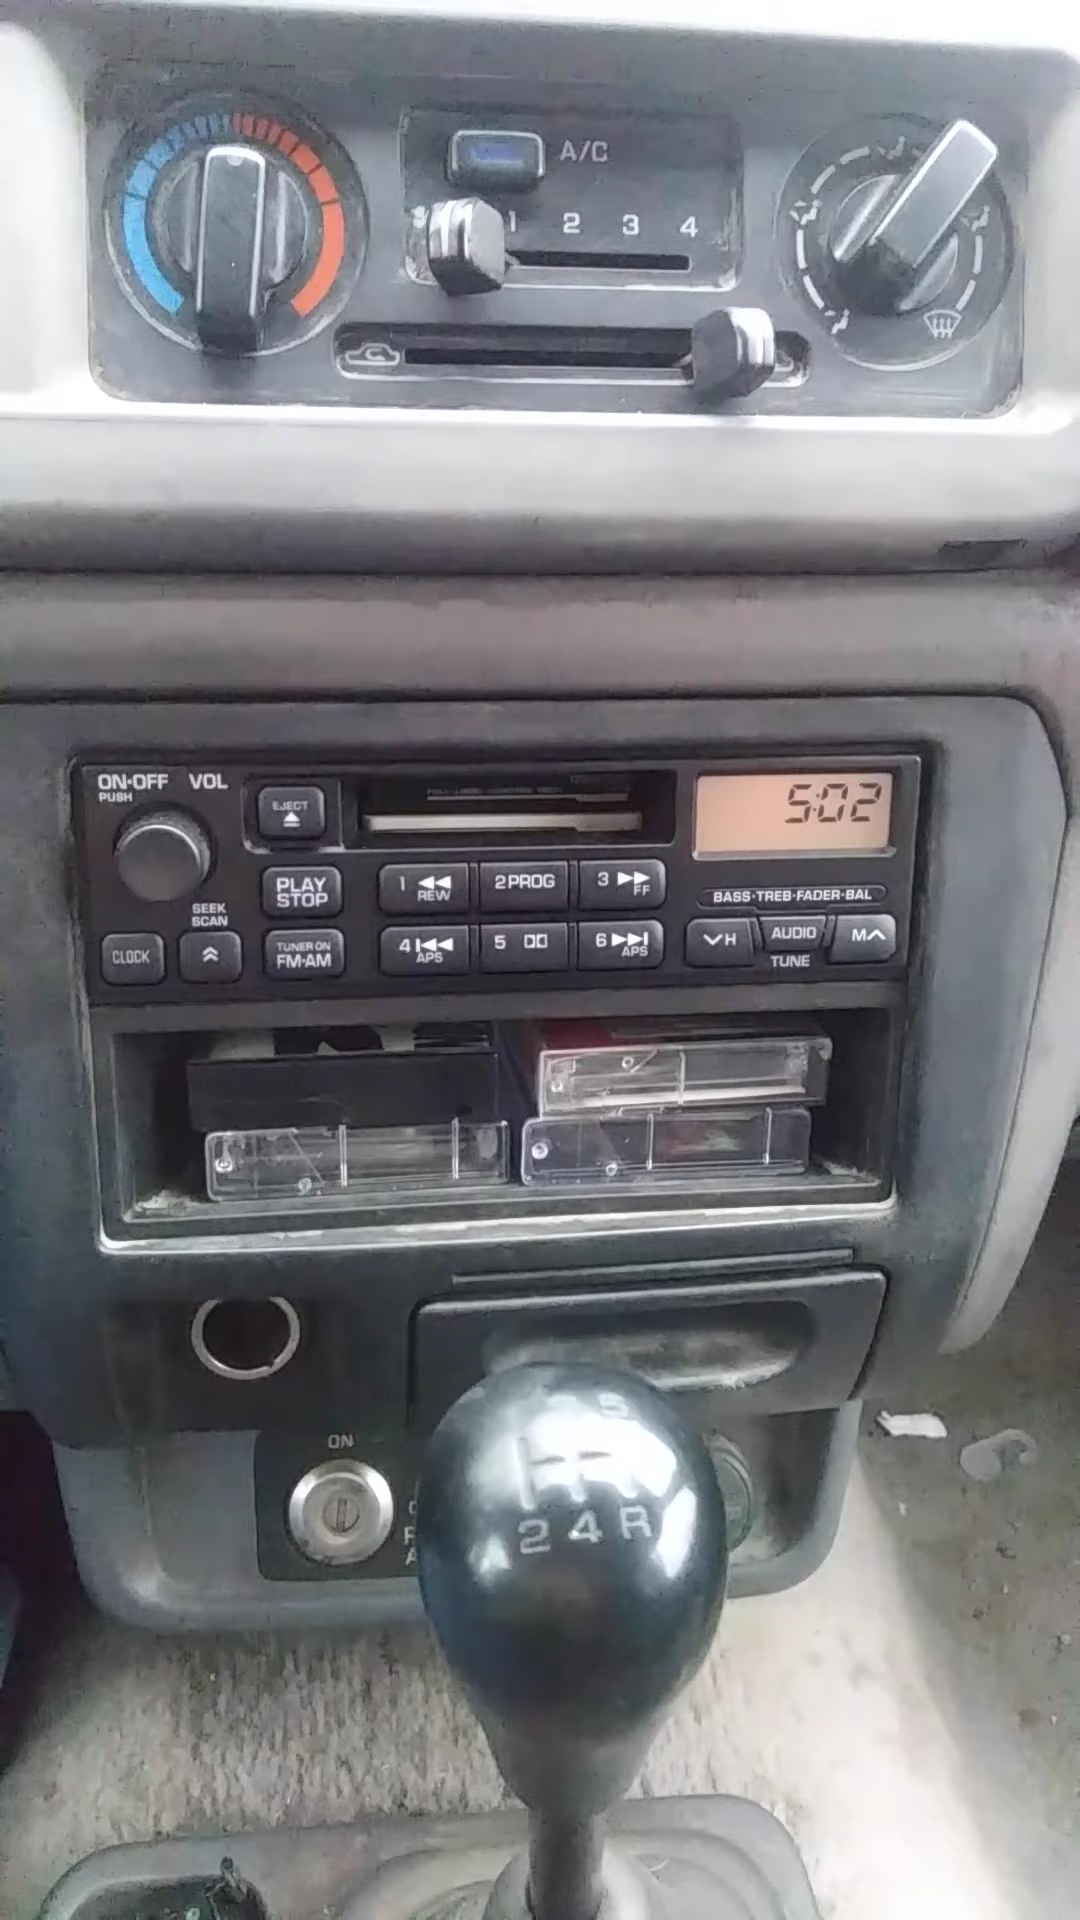 A/C
1 2 3 4
ON·OFF VOL
PUSH
EJECT
5:02
PLAY
STOP
1
REW
2 PROG
3
FF
BASS·TREB·FADER·BAL
SEEK
SCAN
CLOCK
TUNER ON
FM·AM
4
APS
5
6
APS
H
AUDIO
M
TUNE
ON
5
2 4 R